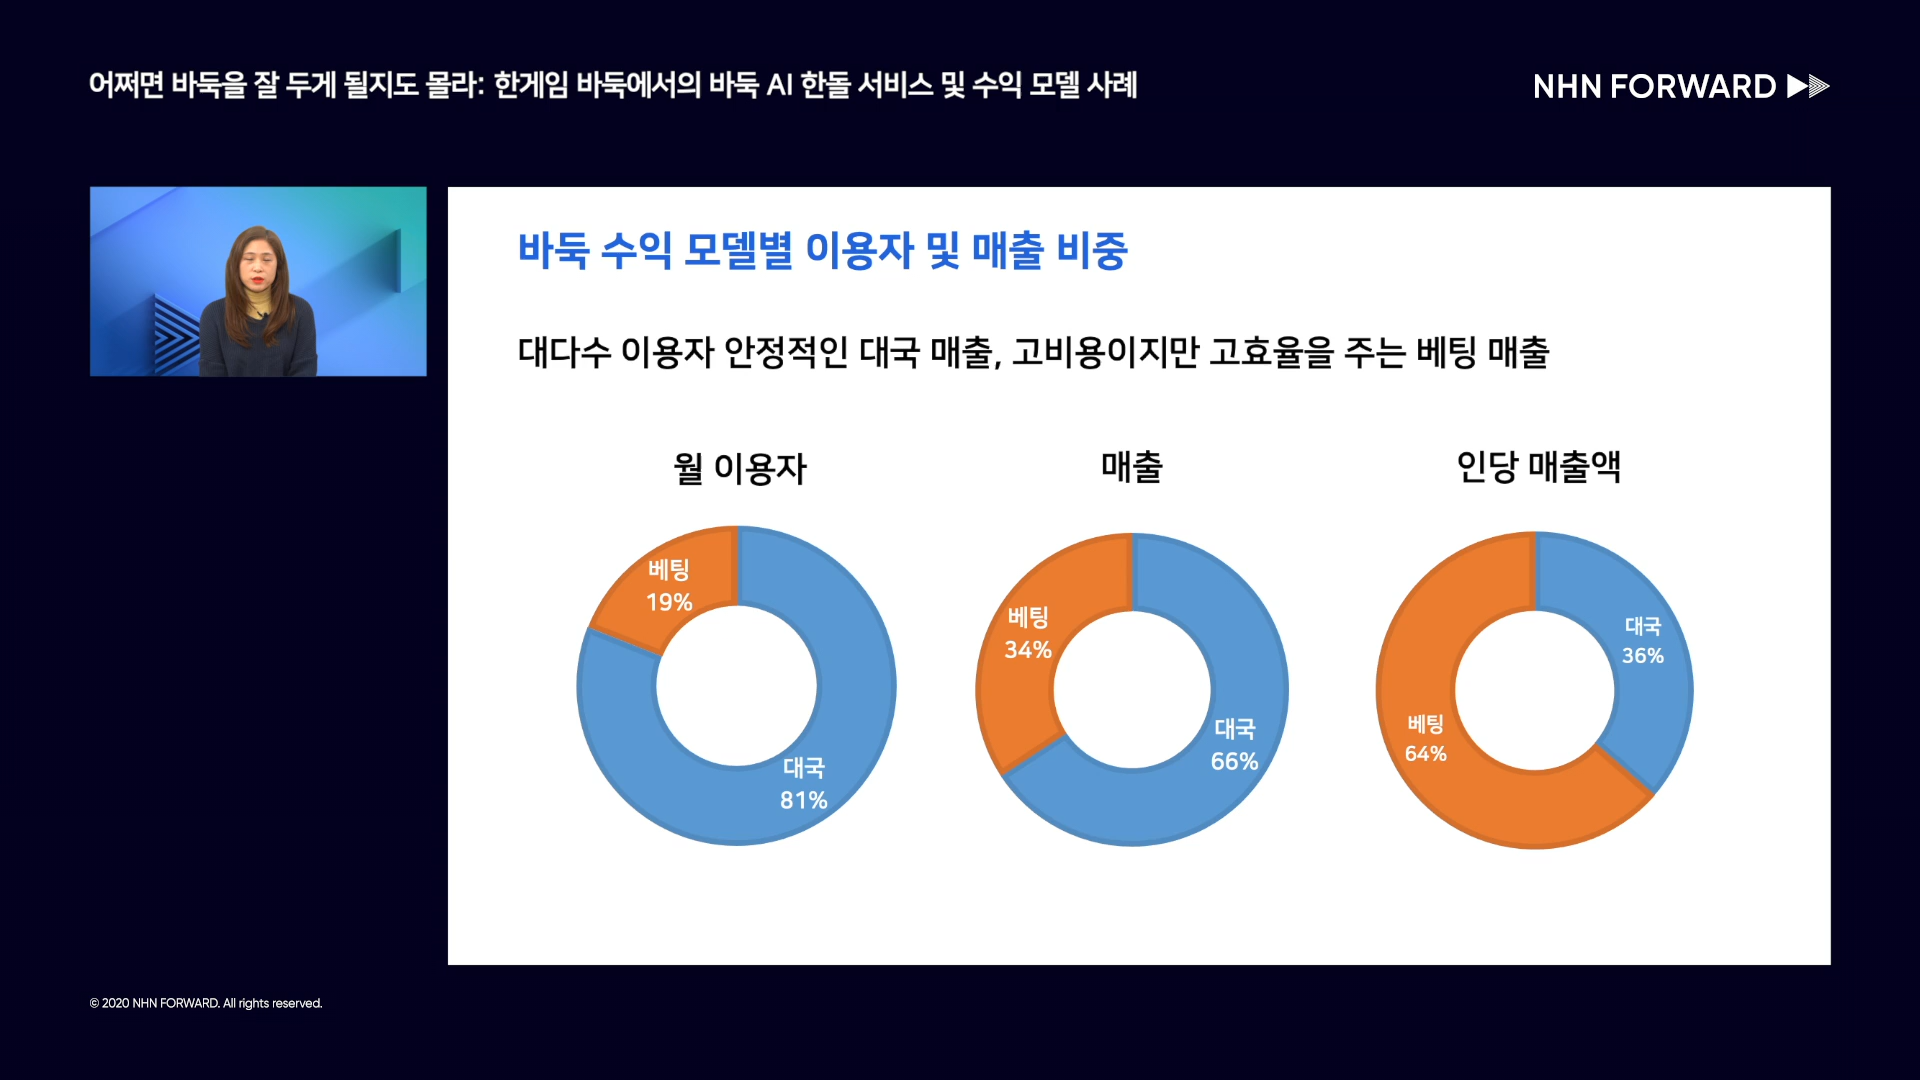 어쩌면 바둑을 잘 두게 될지도 몰라: 한게임 바둑에서의 바둑 AI 한돌 서비스 및 수익 모델 사례
NHN FORWARD
바둑 수익 모델별 이용자 및 매출 비중
대다수 이용자 안정적인 대국 매출, 고비용이지만 고효율을 주는 베팅 매출
월 이용자
베팅
19%
대국
81%
매출
베팅
34%
대국
66%
인당 매출액
대국
36%
베팅
64%
© 2020 NHN FORWARD. All rights reserved.